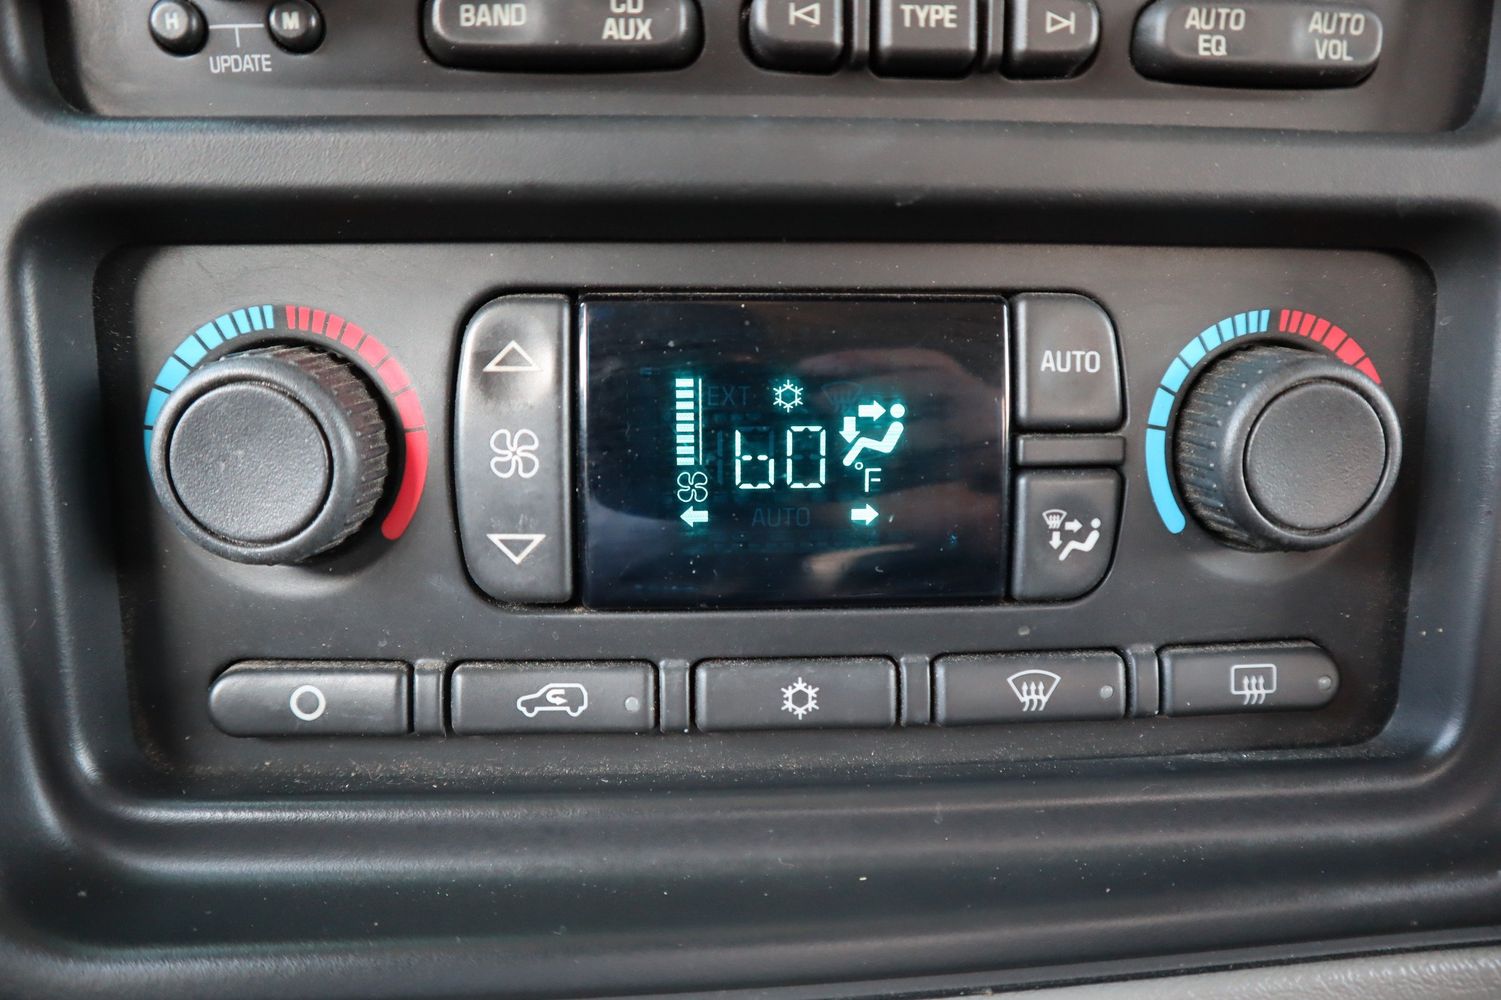 H M
UPDATE
BAND
CD
AUX
TYPE
AUTO
EQ
AUTO
VOL
EXT
60
°F
AUTO
AUTO